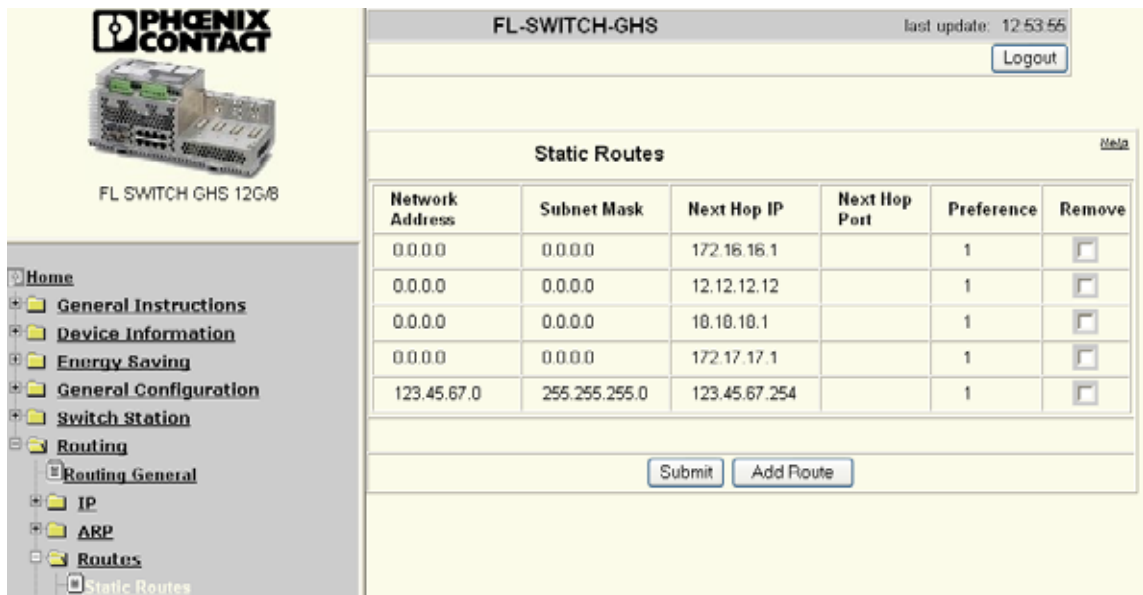 PHŒNIX
CONTACT
FL SWITCH GHS 12G/8
Home
General Instructions
Device Information
Energy Saving
General Configuration
Switch Station
Routing
Routing General
IP
ARP
Routes
Static Routes
FL-SWITCH-GHS last update: 12:53:55
Logout
Static Routes Help
Network Address Subnet Mask Next Hop IP Next Hop Port Preference Remove
0.0.0.0 0.0.0.0 172.16.16.1 1
0.0.0.0 0.0.0.0 12.12.12.12 1
0.0.0.0 0.0.0.0 18.18.18.1 1
0.0.0.0 0.0.0.0 172.17.17.1 1
123.45.67.0 255.255.255.0 123.45.67.254 1
Submit Add Route